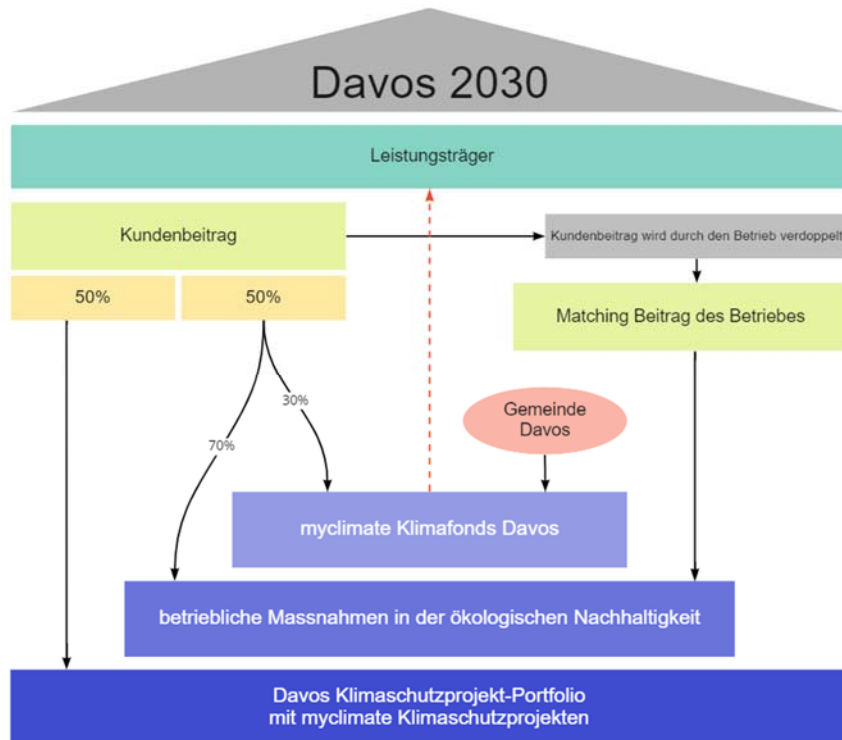 Davos 2030
Leistungsträger
Kundenbeitrag
Kundenbeitrag wird durch den Betrieb verdoppelt
50%
50%
Matching Beitrag des Betriebes
30%
Gemeinde
Davos
70%
myclimate Klimafonds Davos
betriebliche Massnahmen in der ökologischen Nachhaltigkeit
Davos Klimaschutzprojekt-Portfolio
mit myclimate Klimaschutzprojekten